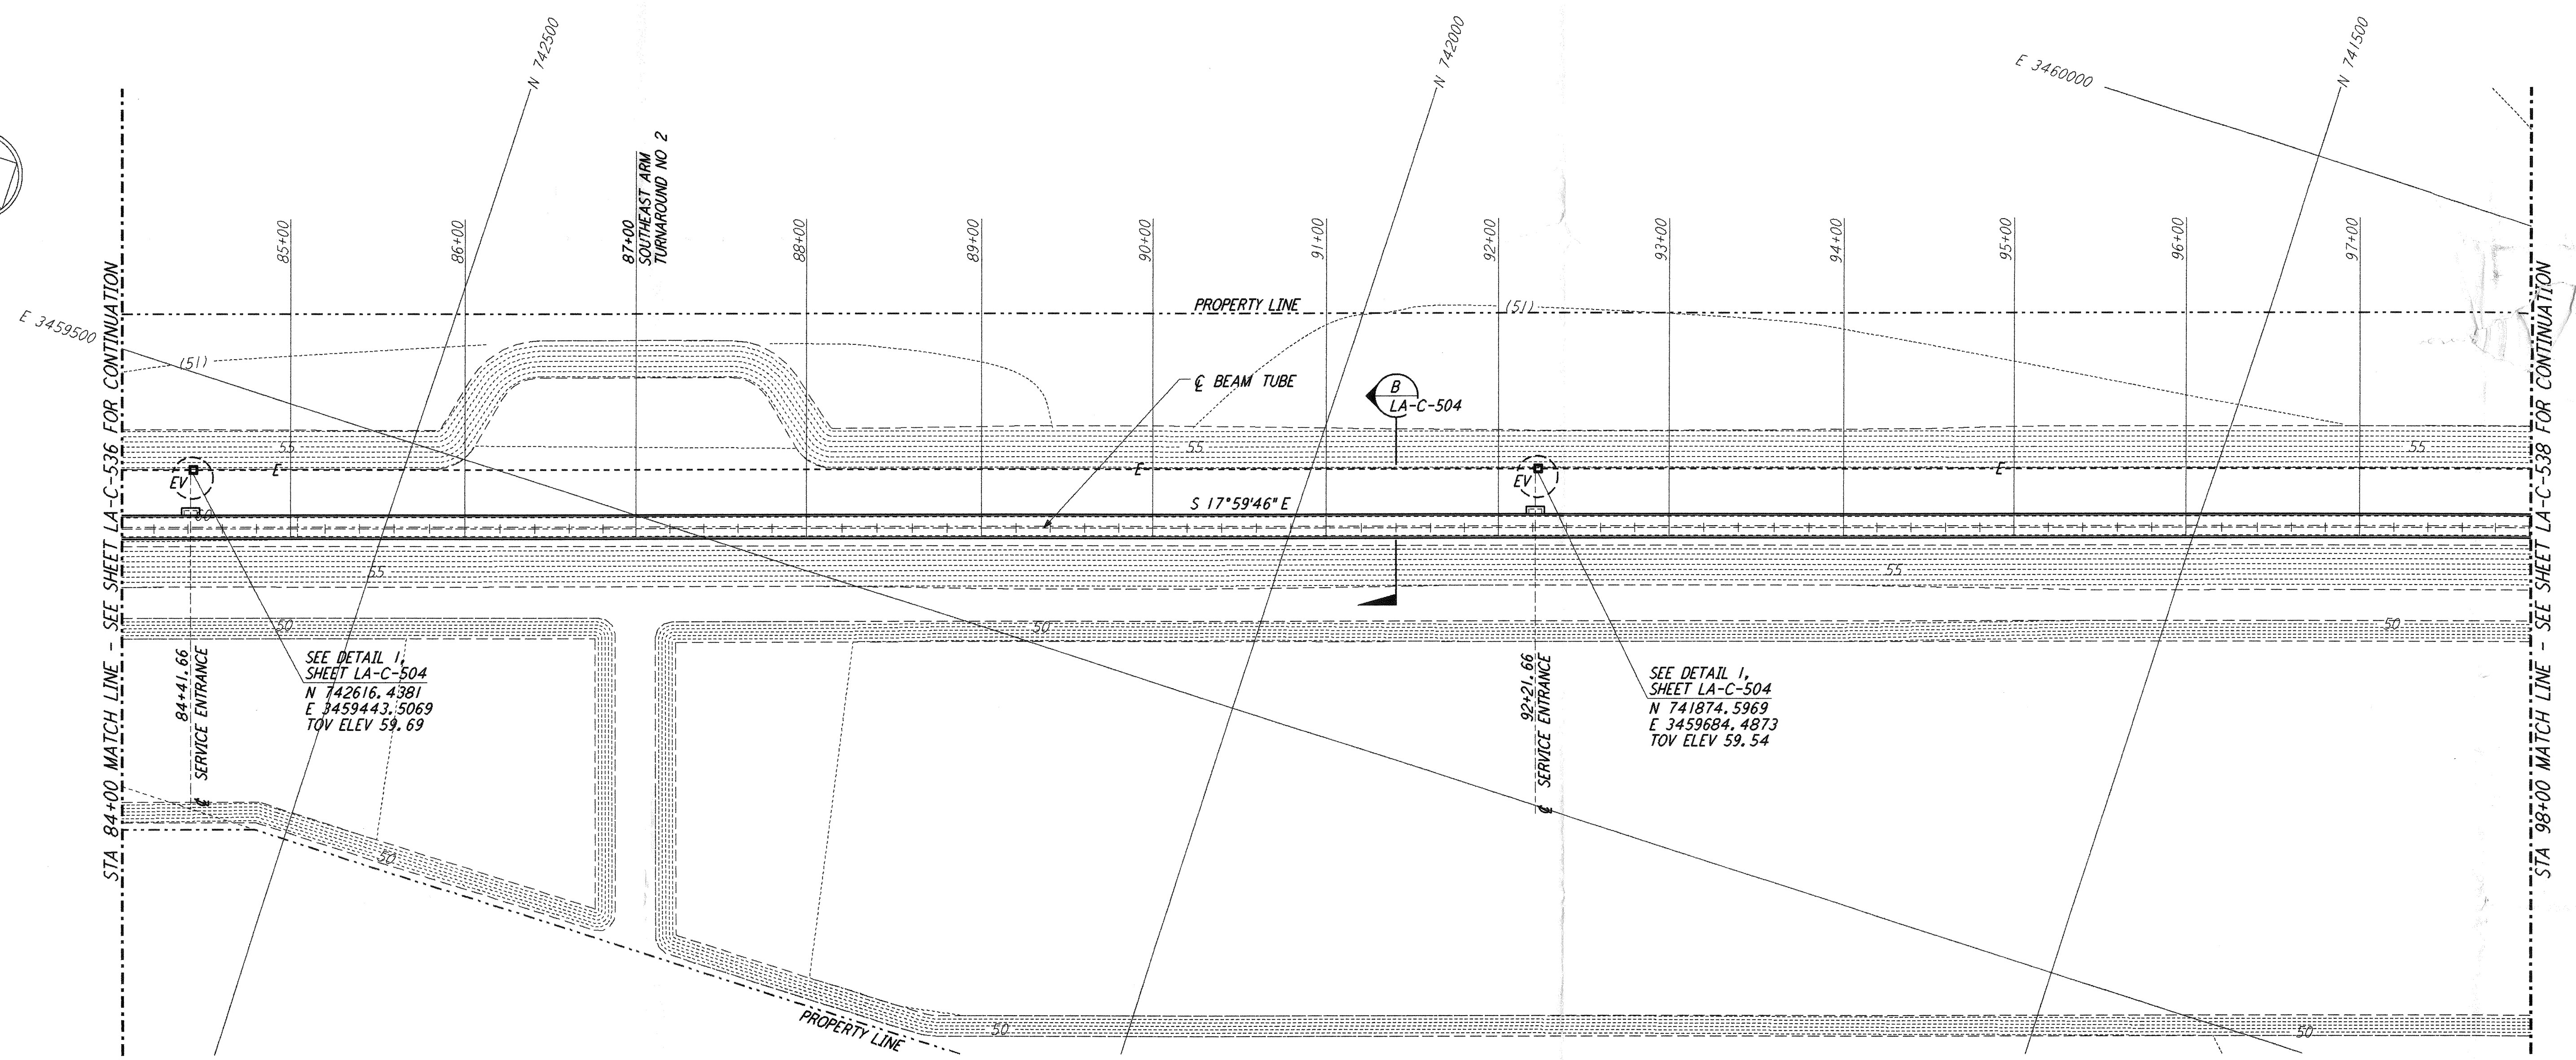 N 742500
N 742000
E 3460000
N 741500
85+00
86+00
87+00
SOUTHEAST ARM
TURNAROUND NO 2
88+00
89+00
90+00
91+00
92+00
93+00
94+00
95+00
96+00
97+00
E 3459500
STA 84+00 MATCH LINE - SEE SHEET LA-C-536 FOR CONTINUATION
STA 98+00 MATCH LINE - SEE SHEET LA-C-538 FOR CONTINUATION
PROPERTY LINE
(51)
(51)
℄ BEAM TUBE
B
LA-C-504
55
55
55
E
E
E
EV
EV
60
S 17°59'46" E
55
55
50
50
50
84+41.66
℄ SERVICE ENTRANCE
SEE DETAIL 1,
SHEET LA-C-504
N 742616.4381
E 3459443.5069
TOV ELEV 59.69
92+21.66
℄ SERVICE ENTRANCE
SEE DETAIL 1,
SHEET LA-C-504
N 741874.5969
E 3459684.4873
TOV ELEV 59.54
50
PROPERTY LINE
50
50